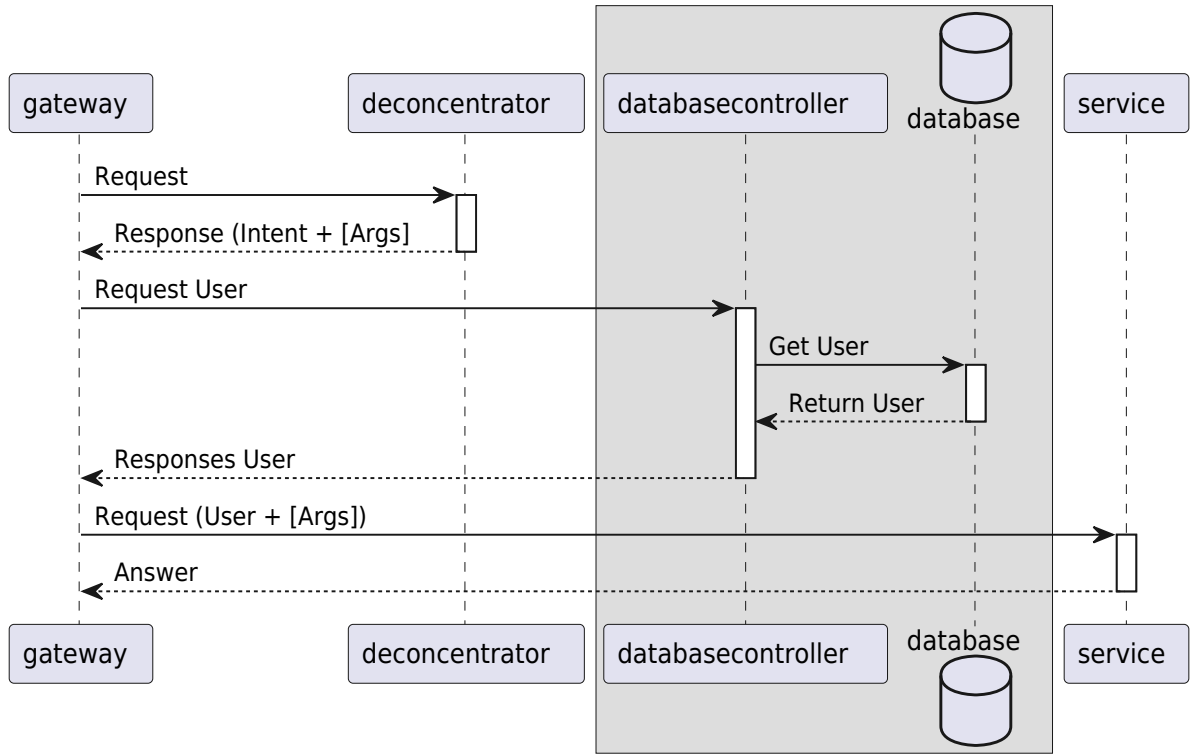 gateway
deconcentrator
databasecontroller
database
service
Request
Response (Intent + [Args]
Request User
Get User
Return User
Responses User
Request (User + [Args])
Answer
gateway
deconcentrator
databasecontroller
database
service